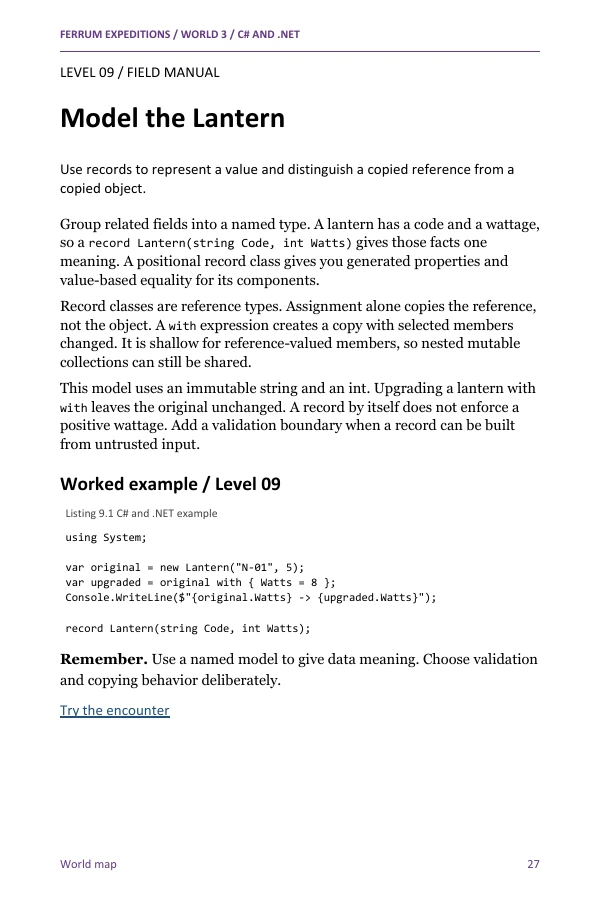 FERRUM EXPEDITIONS / WORLD 3 / C# AND .NET
LEVEL 09 / FIELD MANUAL
Model the Lantern
Use records to represent a value and distinguish a copied reference from a
copied object.
Group related fields into a named type. A lantern has a code and a wattage,
so a record Lantern(string Code, int Watts) gives those facts one
meaning. A positional record class gives you generated properties and
value-based equality for its components.
Record classes are reference types. Assignment alone copies the reference,
not the object. A with expression creates a copy with selected members
changed. It is shallow for reference-valued members, so nested mutable
collections can still be shared.
This model uses an immutable string and an int. Upgrading a lantern with
with leaves the original unchanged. A record by itself does not enforce a
positive wattage. Add a validation boundary when a record can be built
from untrusted input.
Worked example / Level 09
Listing 9.1 C# and .NET example
using System;
var original = new Lantern("N-01", 5);
var upgraded = original with { Watts = 8 };
Console.WriteLine($"{original.Watts} -> {upgraded.Watts}");
record Lantern(string Code, int Watts);
Remember. Use a named model to give data meaning. Choose validation
and copying behavior deliberately.
Try the encounter
World map
27